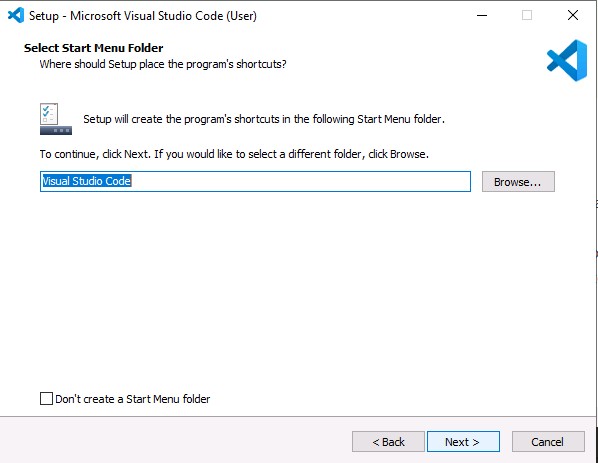 Setup - Microsoft Visual Studio Code (User)
Select Start Menu Folder
Where should Setup place the program's shortcuts?
Setup will create the program's shortcuts in the following Start Menu folder.
To continue, click Next. If you would like to select a different folder, click Browse.
Visual Studio Code
Browse...
Don't create a Start Menu folder
< Back
Next >
Cancel